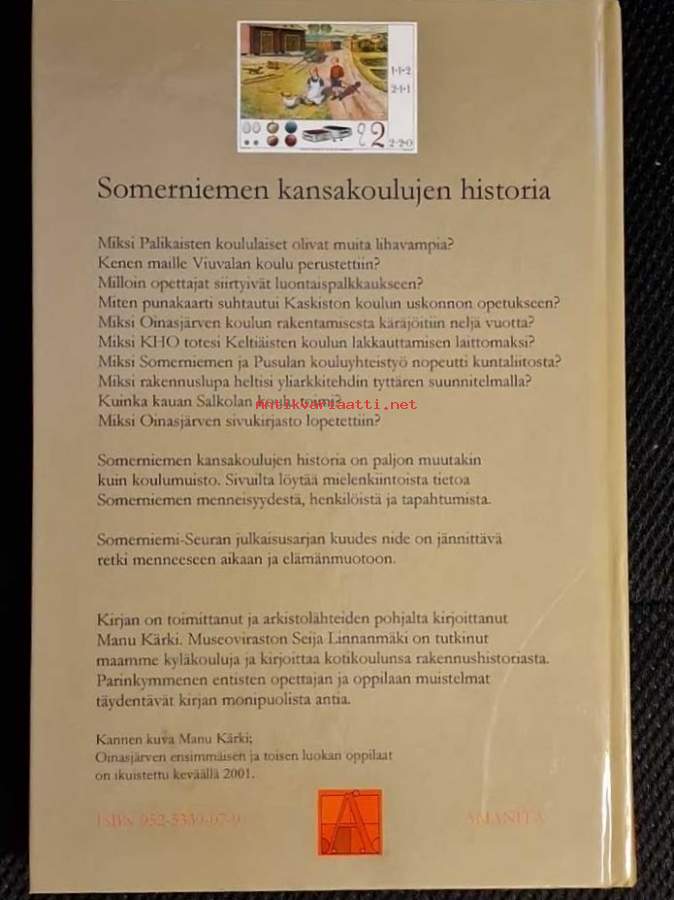 1-1=2
2-1=1
2 2-2=0
Somerniemen kansakoulujen historia
Miksi Palikaisten koululaiset olivat muita lihavampia?
Kenen maille Viuvalan koulu perustettiin?
Milloin opettajat siirtyivät luontaispalkkaukseen?
Miten punakaarti suhtautui Kaskiston koulun uskonnon opetukseen?
Miksi Oinasjärven koulun rakentamisesta käräjöitiin neljä vuotta?
Miksi KHO totesi Keltiäisten koulun lakkauttamisen laittomaksi?
Miksi Somerniemen ja Pusulan kouluyhteistyö nopeutti kuntaliitosta?
Miksi rakennuslupa heltisi yliarkkitehdin tyttären suunnitelmalla?
Kuinka kauan Salkolan koulu toimi?
Antikvariaatti.net
Miksi Oinasjärven sivukirjasto lopetettiin?
Somerniemen kansakoulujen historia on paljon muutakin
kuin koulumuisto. Sivuilta löytää mielenkiintoista tietoa
Somerniemen menneisyydestä, henkilöistä ja tapahtumista.
Somerniemi-Seuran julkaisusarjan kuudes nide on jännittävä
retki menneeseen aikaan ja elämänmuotoon.
Kirjan on toimittanut ja arkistolähteiden pohjalta kirjoittanut
Manu Kärki. Museoviraston Seija Linnanmäki on tutkinut
maamme kyläkouluja ja kirjoittaa kotikoulunsa rakennushistoriasta.
Parinkymmenen entisten opettajan ja oppilaan muistelmat
täydentävät kirjan monipuolista antia.
Kannen kuva Manu Kärki;
Oinasjärven ensimmäisen ja toisen luokan oppilaat
on ikuistettu keväällä 2001.
ISBN 952-5330-07-9
A
AMANITA